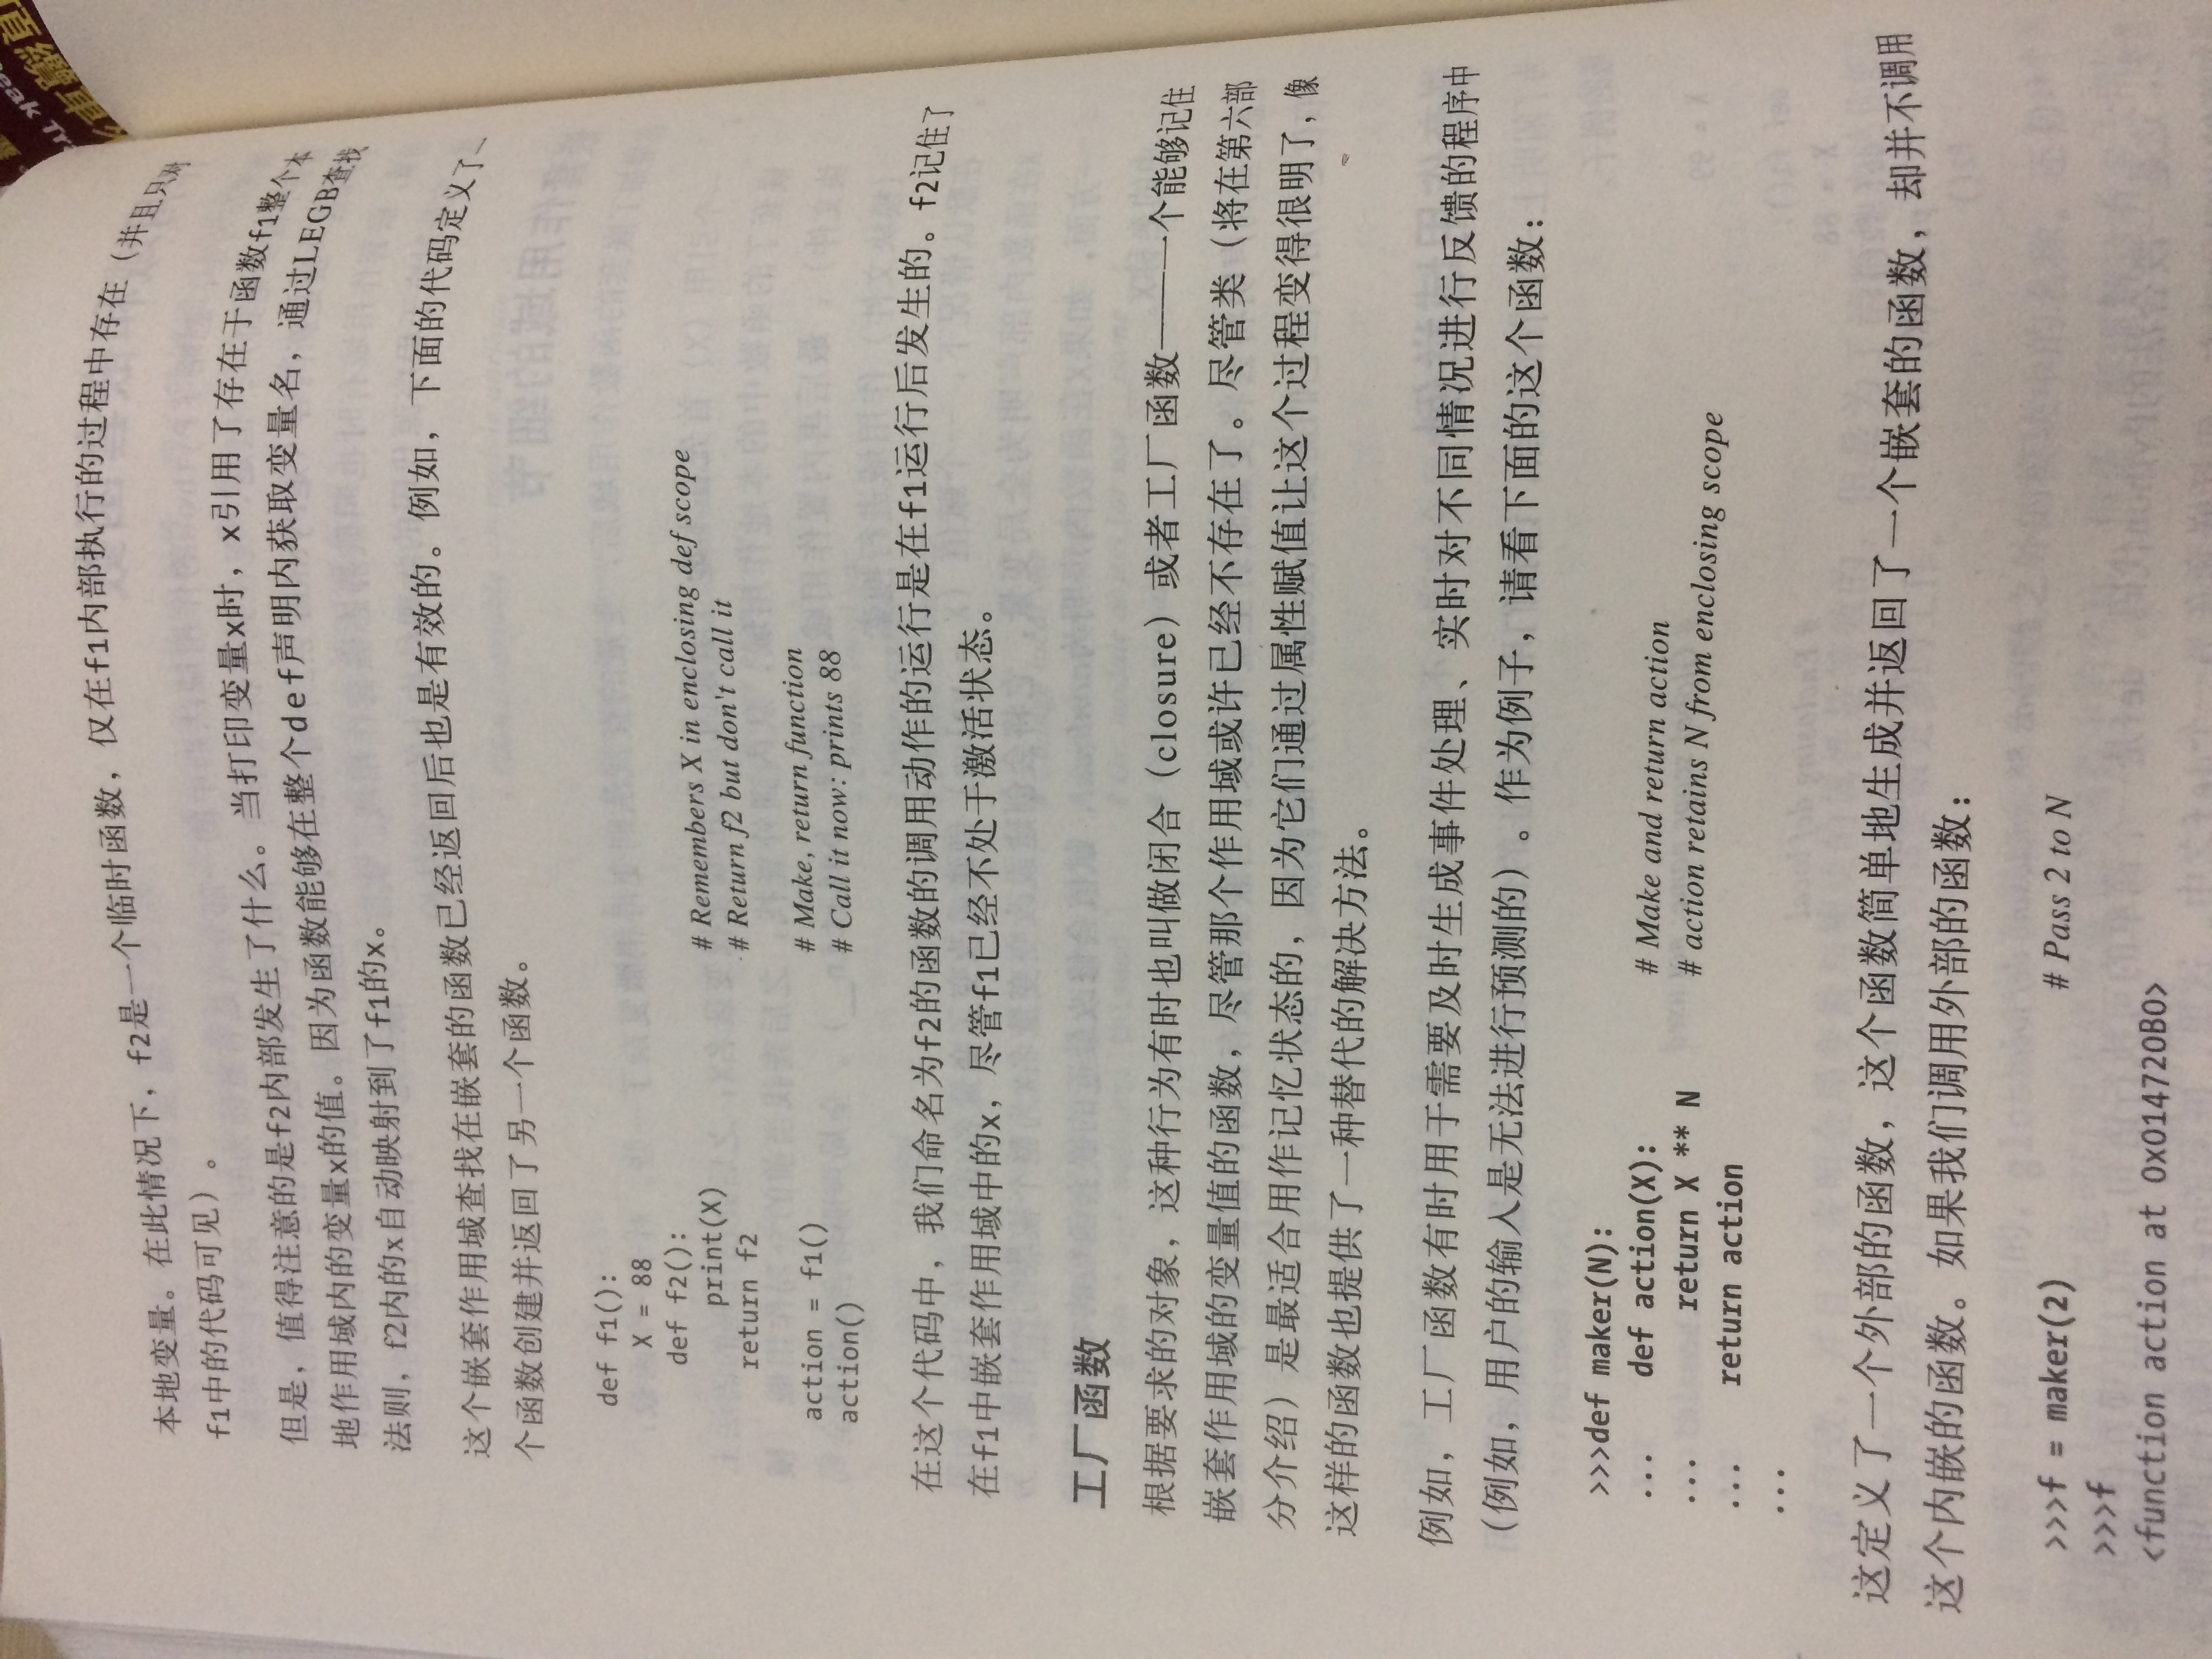 本地变量。在此情况下，f2是一个临时函数，仅在f1内部执行的过程中存在（并且只对
f1中的代码可见）。
但是，值得注意的是f2内部发生了什么。当打印变量x时，x引用了存在于函数f1整个本
地作用域内的变量x的值。因为函数能够在整个def声明内获取变量名，通过LEGB查找
法则，f2内的x自动映射到了f1的x。
这个嵌套作用域查找在嵌套的函数已经返回后也是有效的。例如，下面的代码定义了一
个函数创建并返回了另一个函数。
def f1():
X = 88
def f2():
print(X) # Remembers X in enclosing def scope
return f2 # Return f2 but don't call it
action = f1() # Make, return function
action() # Call it now: prints 88
在这个代码中，我们命名为f2的函数的调用动作的运行是在f1运行后发生的。f2记住了
在f1中嵌套作用域中的x，尽管f1已经不处于激活状态。
工厂函数
根据要求的对象，这种行为有时也叫做闭合（closure）或者工厂函数——一个能够记住
嵌套作用域的变量值的函数，尽管那个作用域或许已经不存在了。尽管类（将在第六部
分介绍）是最适合用作记忆状态的，因为它们通过属性赋值让这个过程变得很明了，像
这样的函数也提供了一种替代的解决方法。
例如，工厂函数有时用于需要及时生成事件处理、实时对不同情况进行反馈的程序中
（例如，用户的输入是无法进行预测的）。作为例子，请看下面的这个函数：
>>>def maker(N):
... def action(X): # Make and return action
... return X ** N # action retains N from enclosing scope
... return action
...
这定义了一个外部的函数，这个函数简单地生成并返回了一个嵌套的函数，却并不调用
这个内嵌的函数。如果我们调用外部的函数：
>>>f = maker(2) # Pass 2 to N
>>>f
<function action at 0x014720B0>